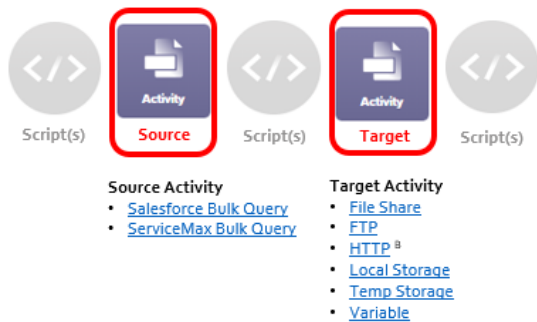 </> Activity </> Activity </>
Script(s) Source Script(s) Target Script(s)
Source Activity
• Salesforce Bulk Query
• ServiceMax Bulk Query
Target Activity
• File Share
• FTP
• HTTP B
• Local Storage
• Temp Storage
• Variable